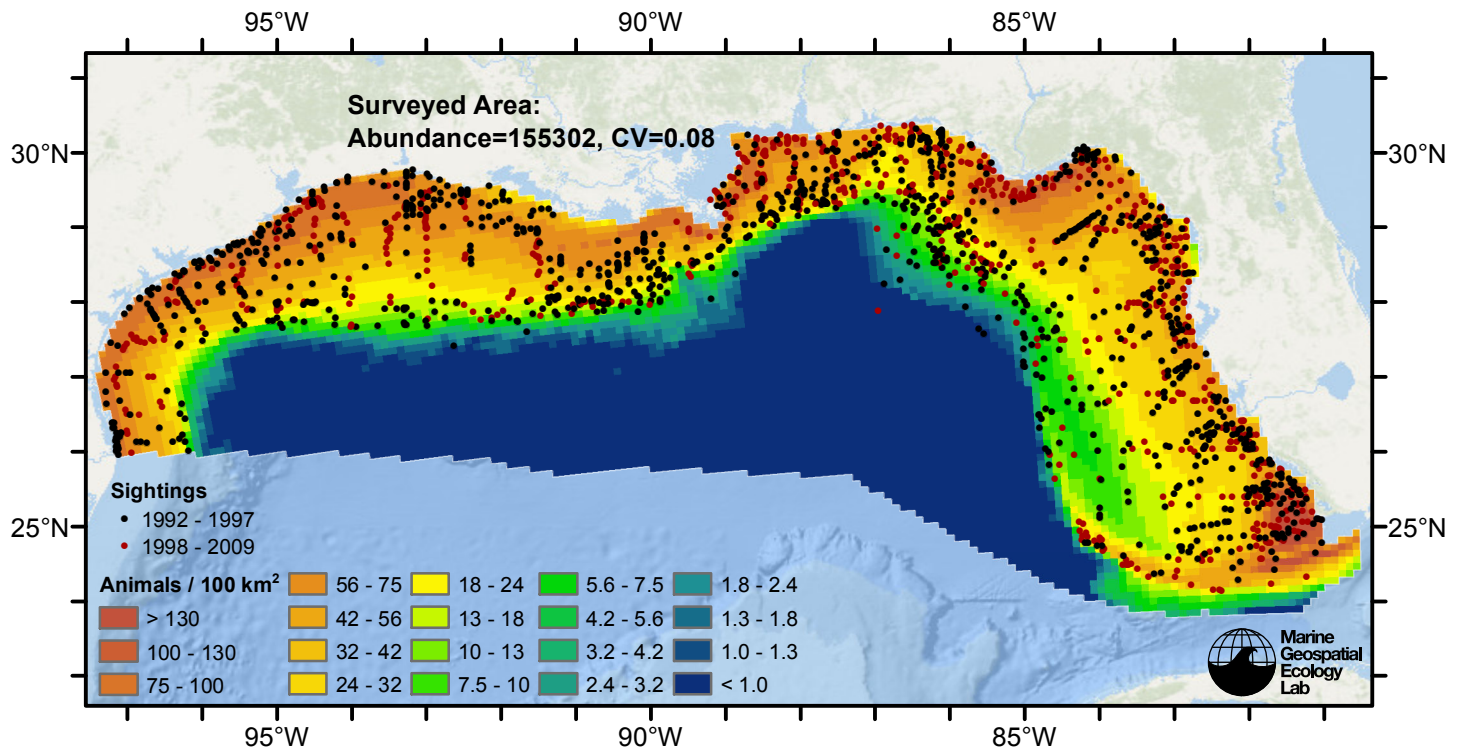 95°W 90°W 85°W
Surveyed Area:
Abundance=155302, CV=0.08
30°N 30°N
25°N 25°N
Sightings
1992 - 1997
1998 - 2009
Animals / 100 km²
> 130
100 - 130
75 - 100
56 - 75
42 - 56
32 - 42
24 - 32
18 - 24
13 - 18
10 - 13
7.5 - 10
5.6 - 7.5
4.2 - 5.6
3.2 - 4.2
2.4 - 3.2
1.8 - 2.4
1.3 - 1.8
1.0 - 1.3
< 1.0
Marine
Geospatial
Ecology
Lab
95°W 90°W 85°W